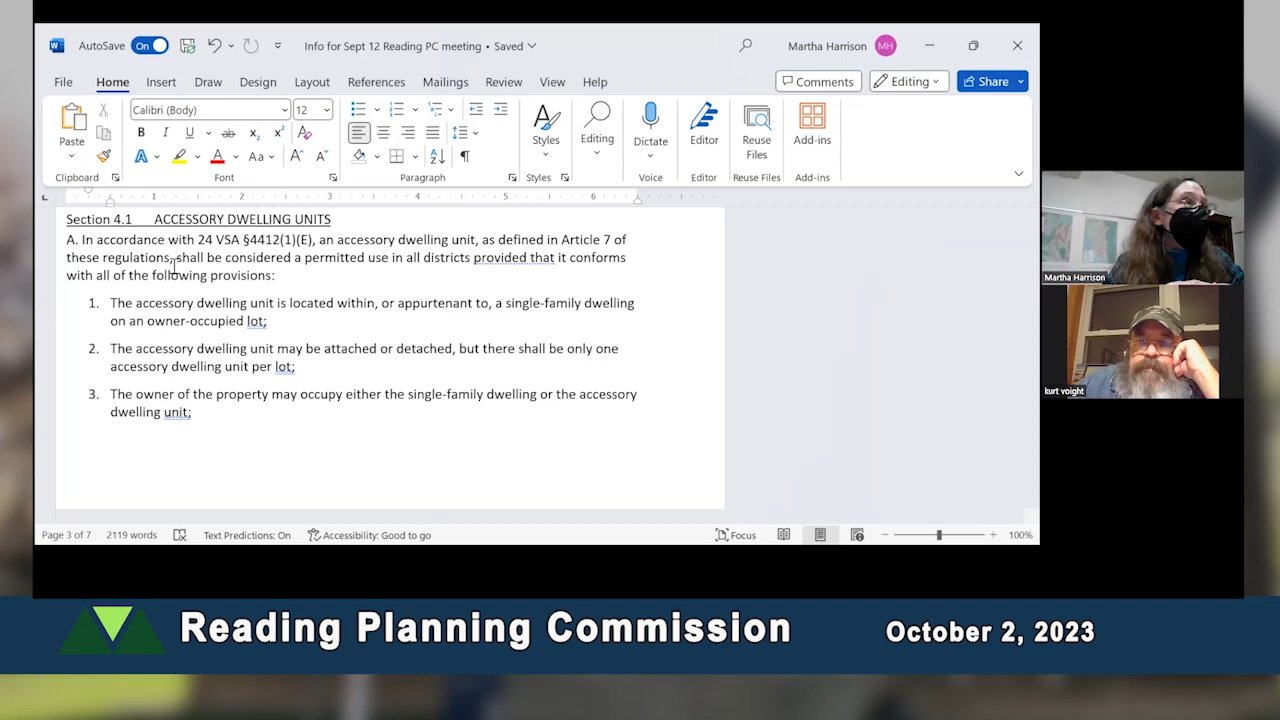 AutoSave On Info for Sept 12 Reading PC meeting • Saved Martha Harrison MH
File Home Insert Draw Design Layout References Mailings Review View Help Comments Editing Share
Calibri (Body) 12
Paste Styles Editing Dictate Editor Reuse Files Add-ins
Clipboard Font Paragraph Styles Voice Editor Reuse Files Add-ins
1 2 3 4 5 6
Section 4.1 ACCESSORY DWELLING UNITS
A. In accordance with 24 VSA §4412(1)(E), an accessory dwelling unit, as defined in Article 7 of
these regulations, shall be considered a permitted use in all districts provided that it conforms
with all of the following provisions:
1. The accessory dwelling unit is located within, or appurtenant to, a single-family dwelling
on an owner-occupied lot;
2. The accessory dwelling unit may be attached or detached, but there shall be only one
accessory dwelling unit per lot;
3. The owner of the property may occupy either the single-family dwelling or the accessory
dwelling unit;
Page 3 of 7 2119 words Text Predictions: On Accessibility: Good to go Focus 100%
Martha Harrison
kurt voight
Reading Planning Commission October 2, 2023